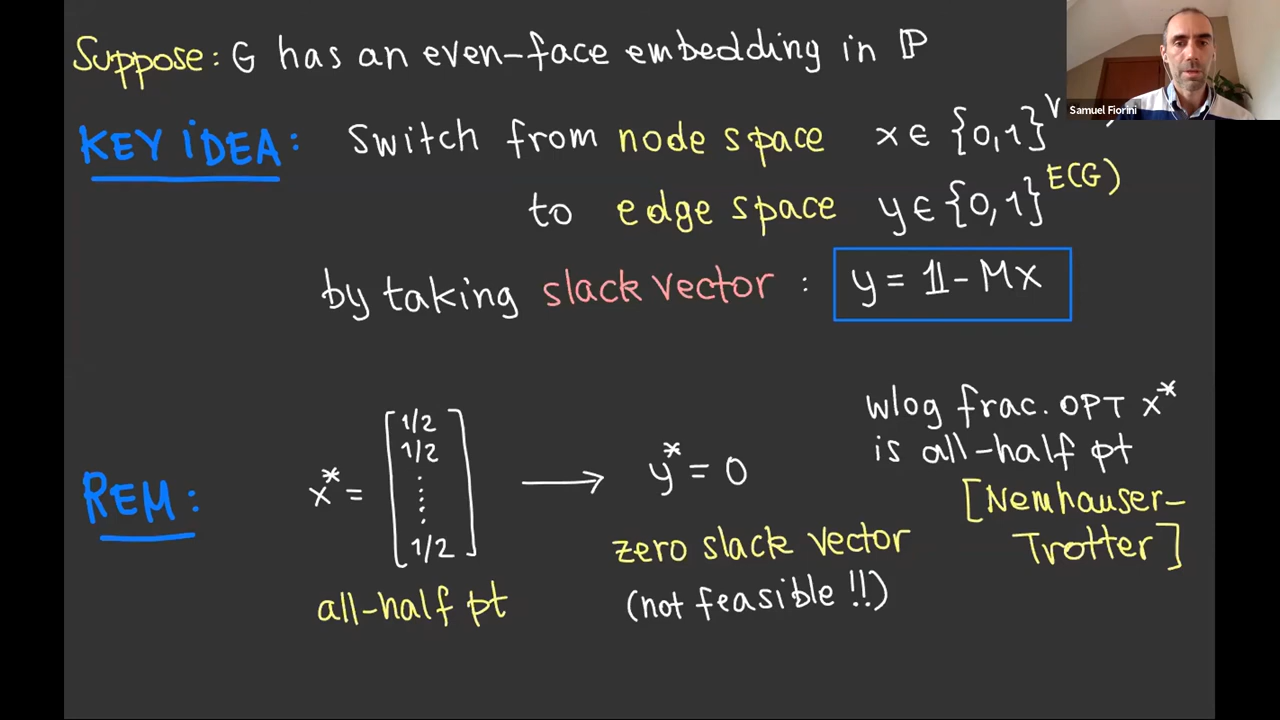 Suppose: G has an even-face embedding in ℙ
Samuel Fiorini
KEY IDEA: Switch from node space x ∈ {0,1}^V
to edge space y ∈ {0,1}^E(G)
by taking slack vector : y = 𝟙 - Mx
wlog frac. OPT x*
is all-half pt
[Nemhauser-
Trotter]
REM: x* = [1/2 1/2 ⋮ 1/2] ⟶ y* = 0
all-half pt
zero slack vector
(not feasible !!)